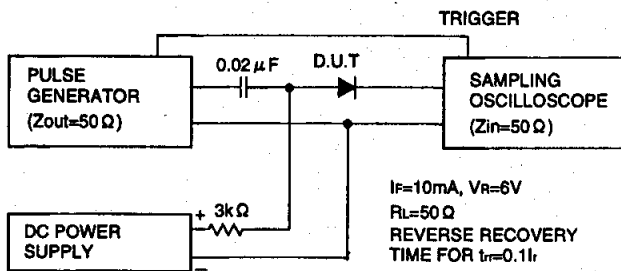 TRIGGER
0.02μF
D.U.T
PULSE
GENERATOR
(Zout=50Ω)
SAMPLING
OSCILLOSCOPE
(Zin=50Ω)
+
3kΩ
DC POWER
SUPPLY
−
IF=10mA, VR=6V
RL=50Ω
REVERSE RECOVERY
TIME FOR trr=0.1Ir